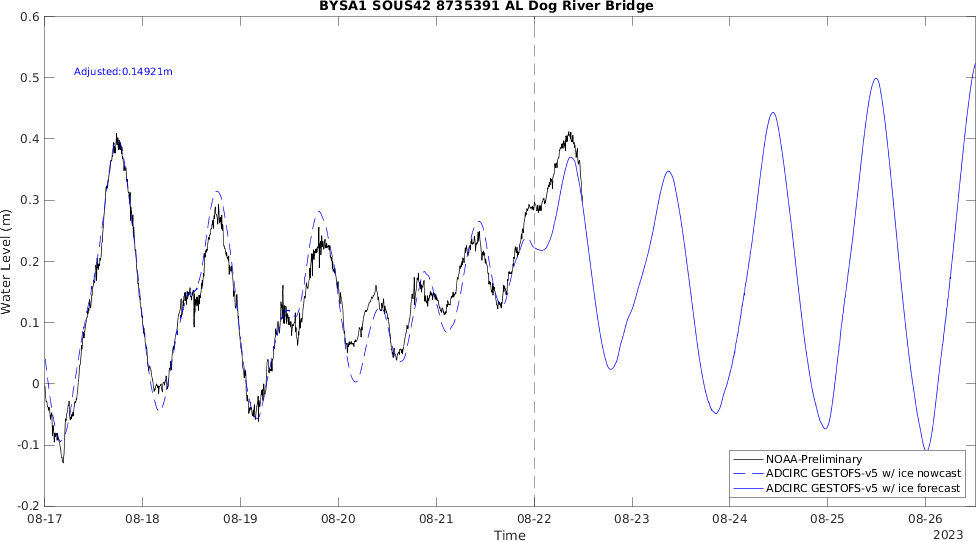 BYSA1 SOUS42 8735391 AL Dog River Bridge
0.6
Adjusted:0.14921m
0.5
0.4
0.3
0.2
0.1
0
-0.1
-0.2
Water Level (m)
NOAA-Preliminary
ADCIRC GESTOFS-v5 w/ ice nowcast
ADCIRC GESTOFS-v5 w/ ice forecast
08-17 08-18 08-19 08-20 08-21 08-22 08-23 08-24 08-25 08-26
Time
2023